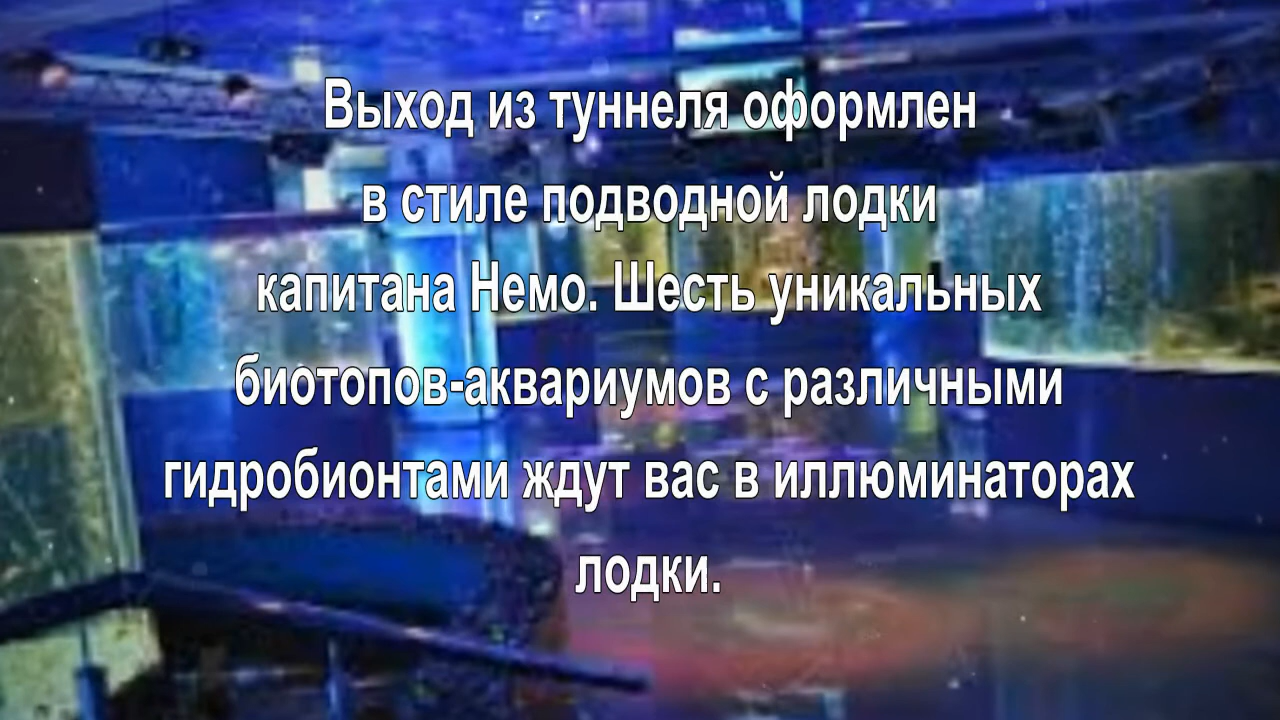 Выход из туннеля оформлен
в стиле подводной лодки
капитана Немо. Шесть уникальных
биотопов-аквариумов с различными
гидробионтами ждут вас в иллюминаторах
лодки.